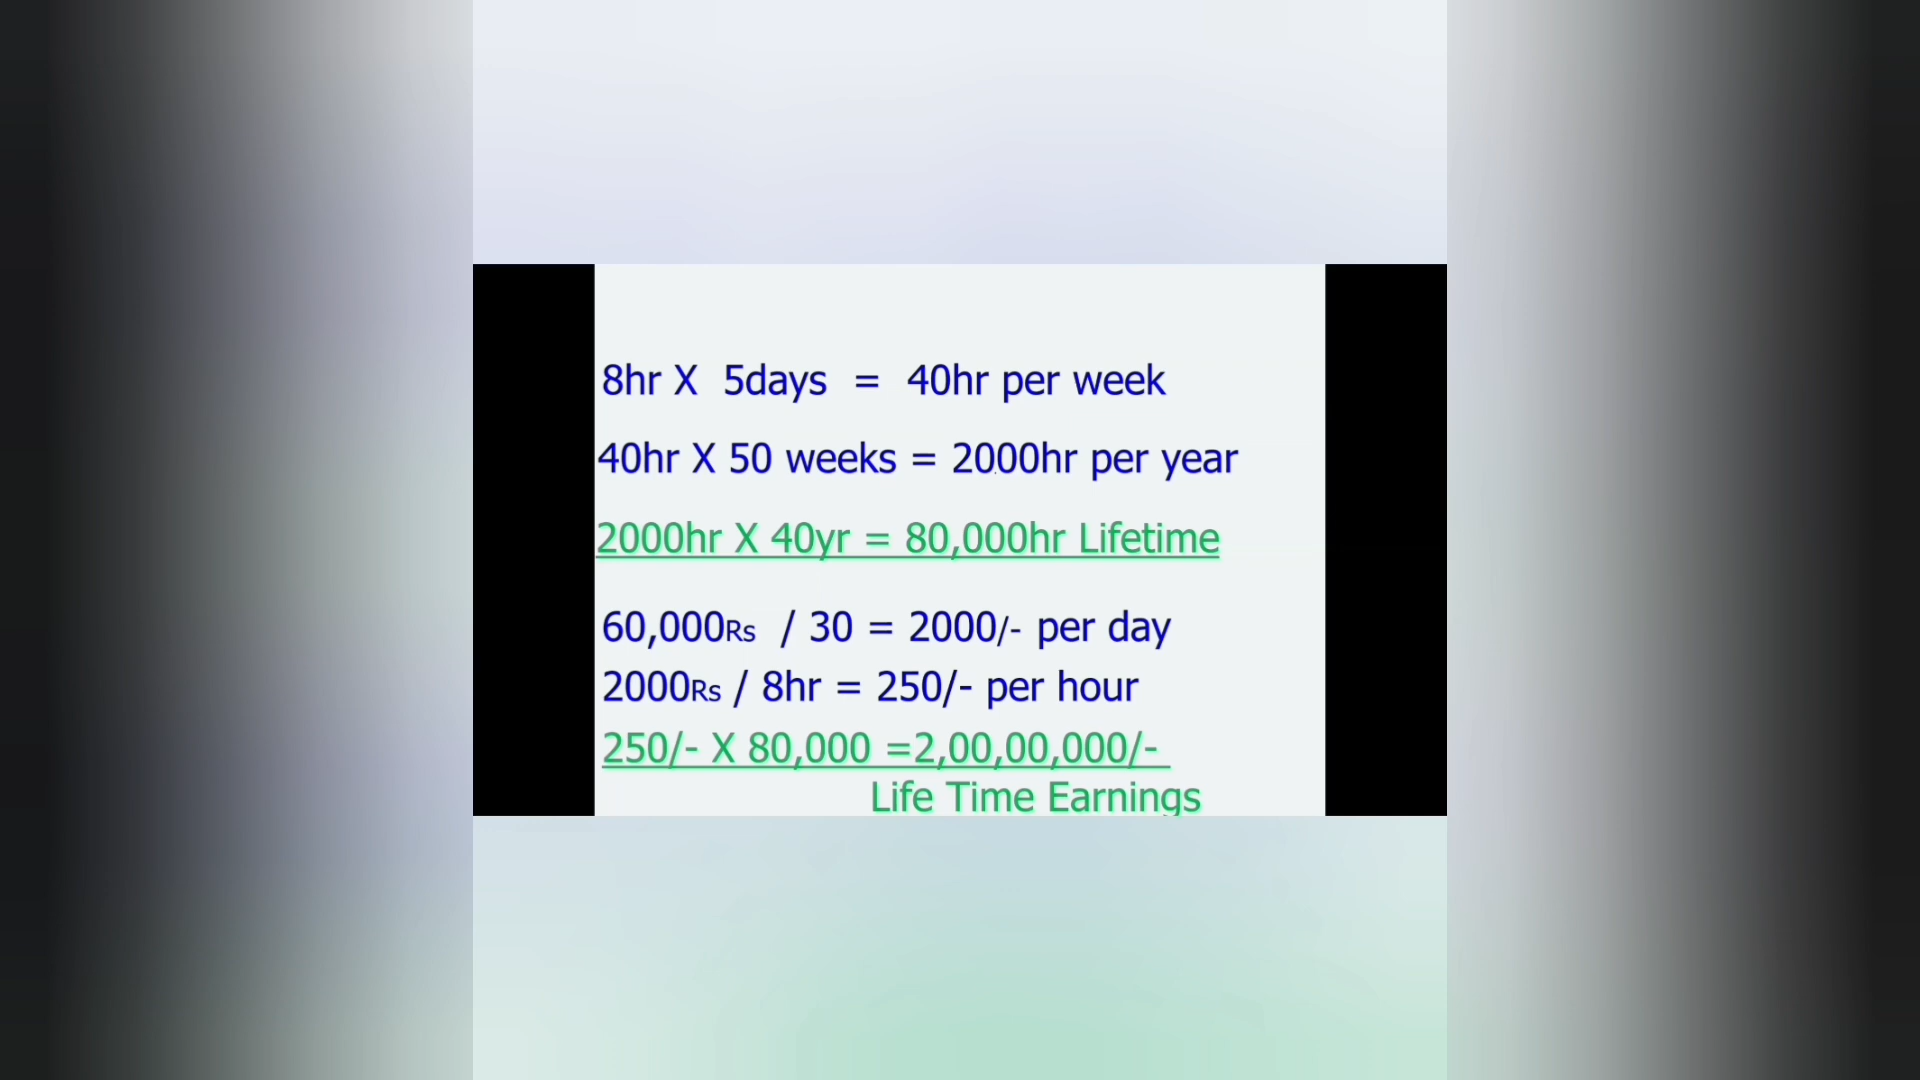 8hr X 5days = 40hr per week
40hr X 50 weeks = 2000hr per year
2000hr X 40yr = 80,000hr Lifetime
60,000Rs / 30 = 2000/- per day
2000Rs / 8hr = 250/- per hour
250/- X 80,000 =2,00,00,000/-
Life Time Earnings